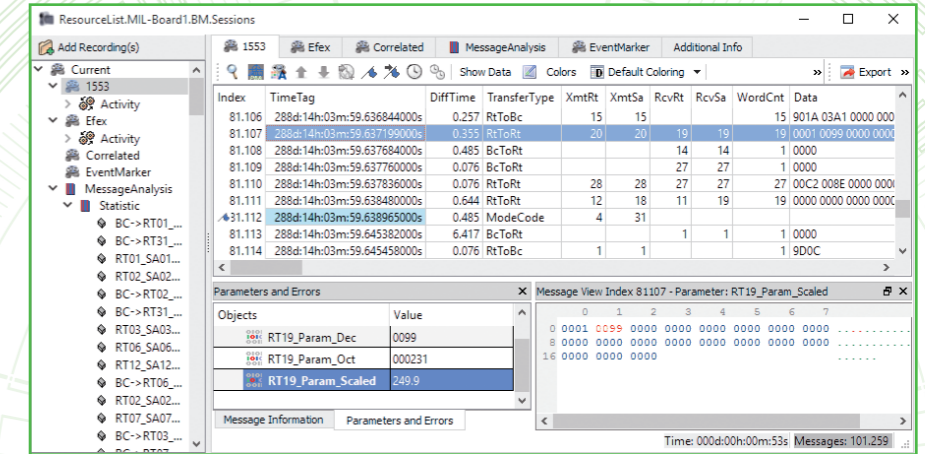 ResourceList.MIL-Board1.BM.Sessions
Add Recording(s)
Current
1553
Activity
Efex
Activity
Correlated
EventMarker
MessageAnalysis
Statistic
BC->RT01_...
BC->RT31_...
RT01_SA01...
RT02_SA02...
BC->RT02_...
BC->RT31_...
RT03_SA03...
RT06_SA06...
RT12_SA12...
BC->RT06_...
RT02_SA02...
RT07_SA07...
BC->RT03_...
1553 Efex Correlated MessageAnalysis EventMarker Additional Info
Show Data Colors Default Coloring » Export »
Index TimeTag DiffTime TransferType XmtRt XmtSa RcvRt RcvSa WordCnt Data
81.106 288d:14h:03m:59.636844000s 0.257 RtToBc 15 15 15 901A 03A1 0000 000
81.107 288d:14h:03m:59.637199000s 0.355 RtToRt 20 20 19 19 19 0001 0099 0000 0000
81.108 288d:14h:03m:59.637684000s 0.485 BcToRt 14 14 1 0000
81.109 288d:14h:03m:59.637760000s 0.076 BcToRt 27 27 1 0000
81.110 288d:14h:03m:59.637836000s 0.076 RtToRt 28 28 27 27 27 00C2 008E 0000 000
81.111 288d:14h:03m:59.638480000s 0.644 RtToRt 12 18 11 19 19 0000 0000 0000 000
31.112 288d:14h:03m:59.638965000s 0.485 ModeCode 4 31
81.113 288d:14h:03m:59.645382000s 6.417 BcToRt 1 1 1 0000
81.114 288d:14h:03m:59.645458000s 0.076 RtToBc 1 1 1 9D0C
Parameters and Errors
Objects Value
RT19_Param_Dec 0099
RT19_Param_Oct 000231
RT19_Param_Scaled 249.9
Message Information Parameters and Errors
Message View Index 81107 - Parameter: RT19_Param_Scaled
0 1 2 3 4 5 6 7
0 0001 0099 0000 0000 0000 0000 0000 0000 ...........
8 0000 0000 0000 0000 0000 0000 0000 0000 ...........
16 0000 0000 0000 ......
Time: 000d:00h:00m:53s Messages: 101.259